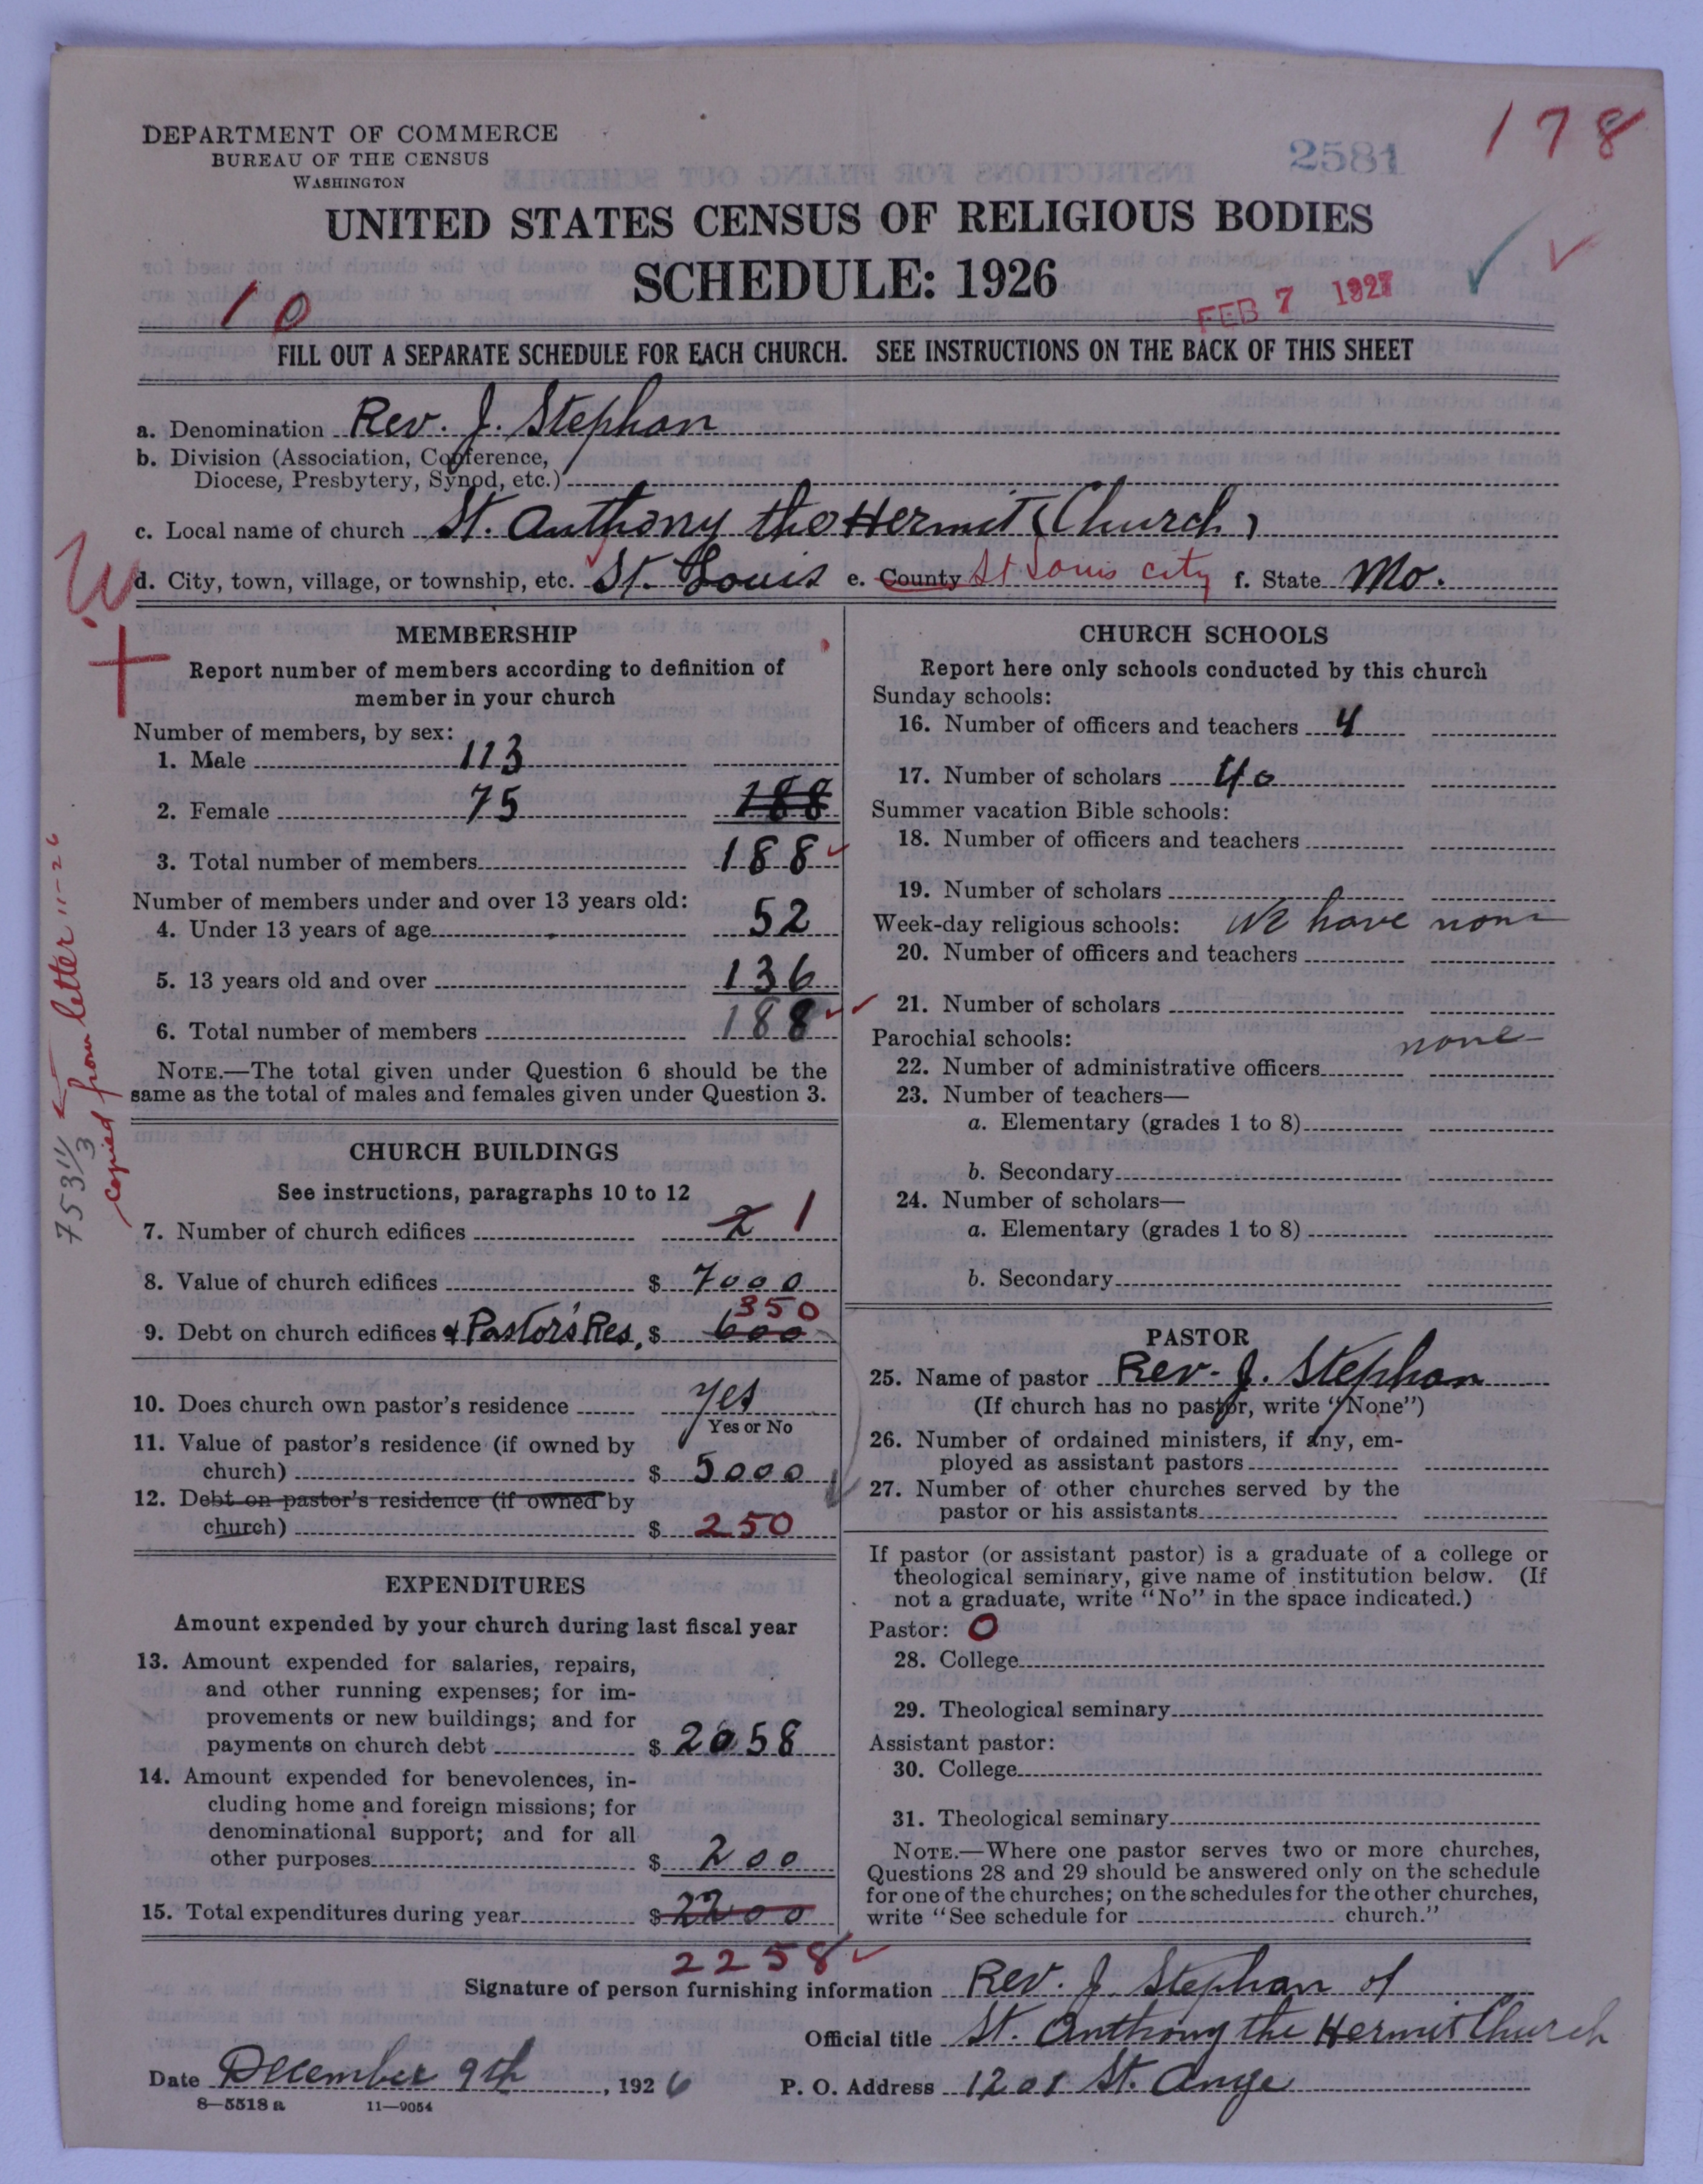 DEPARTMENT OF COMMERCE
BUREAU OF THE CENSUS
WASHINGTON
2581
178
UNITED STATES CENSUS OF RELIGIOUS BODIES
SCHEDULE: 1926
10
FEB 7 1927
FILL OUT A SEPARATE SCHEDULE FOR EACH CHURCH. SEE INSTRUCTIONS ON THE BACK OF THIS SHEET
a. Denomination Rev. J. Stephan
b. Division (Association, Conference,
Diocese, Presbytery, Synod, etc.)
c. Local name of church St. Anthony the Hermit (Church)
d. City, town, village, or township, etc. St. Louis e. County St Louis city f. State Mo.
MEMBERSHIP
Report number of members according to definition of
member in your church
Number of members, by sex:
1. Male 113
2. Female 75 188
3. Total number of members 188
Number of members under and over 13 years old:
4. Under 13 years of age 52
5. 13 years old and over 136
6. Total number of members 188
NOTE.—The total given under Question 6 should be the
same as the total of males and females given under Question 3.
copied from letter 11-26
CHURCH BUILDINGS
See instructions, paragraphs 10 to 12
7. Number of church edifices 2 1
8. Value of church edifices $ 7000
350
9. Debt on church edifices & Pastor's Res. $ 600
10. Does church own pastor's residence yes
Yes or No
11. Value of pastor's residence (if owned by
church) $ 5000
12. Debt on pastor's residence (if owned by
church) $ 250
EXPENDITURES
Amount expended by your church during last fiscal year
13. Amount expended for salaries, repairs,
and other running expenses; for im-
provements or new buildings; and for
payments on church debt $ 2058
14. Amount expended for benevolences, in-
cluding home and foreign missions; for
denominational support; and for all
other purposes $ 200
15. Total expenditures during year $ 2200
2258
CHURCH SCHOOLS
Report here only schools conducted by this church
Sunday schools:
16. Number of officers and teachers 4
17. Number of scholars 40
Summer vacation Bible schools:
18. Number of officers and teachers
19. Number of scholars
Week-day religious schools: We have none
20. Number of officers and teachers
21. Number of scholars
Parochial schools: none
22. Number of administrative officers
23. Number of teachers—
a. Elementary (grades 1 to 8)
b. Secondary
24. Number of scholars—
a. Elementary (grades 1 to 8)
b. Secondary
PASTOR
25. Name of pastor Rev. J. Stephan
(If church has no pastor, write "None")
26. Number of ordained ministers, if any, em-
ployed as assistant pastors
27. Number of other churches served by the
pastor or his assistants
If pastor (or assistant pastor) is a graduate of a college or
theological seminary, give name of institution below. (If
not a graduate, write "No" in the space indicated.)
Pastor: O
28. College
29. Theological seminary
Assistant pastor:
30. College
31. Theological seminary
NOTE.—Where one pastor serves two or more churches,
Questions 28 and 29 should be answered only on the schedule
for one of the churches; on the schedules for the other churches,
write "See schedule for church."
Signature of person furnishing information Rev. J Stephan of
Official title St. Anthony the Hermit Church
Date December 9th, 1926 P. O. Address 1201 St. Ange
8—5518 a 11—9054